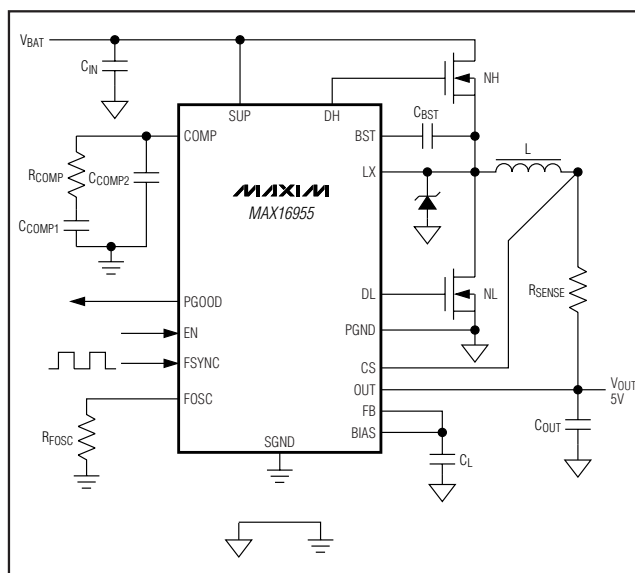 VBAT
CIN
NH
SUP
DH
CBST
COMP
BST
L
RCOMP
CCOMP2
LX
MAXIM
MAX16955
CCOMP1
DL
NL
RSENSE
PGOOD
PGND
EN
CS
FSYNC
OUT
VOUT
5V
FOSC
FB
RFOSC
BIAS
COUT
SGND
CL